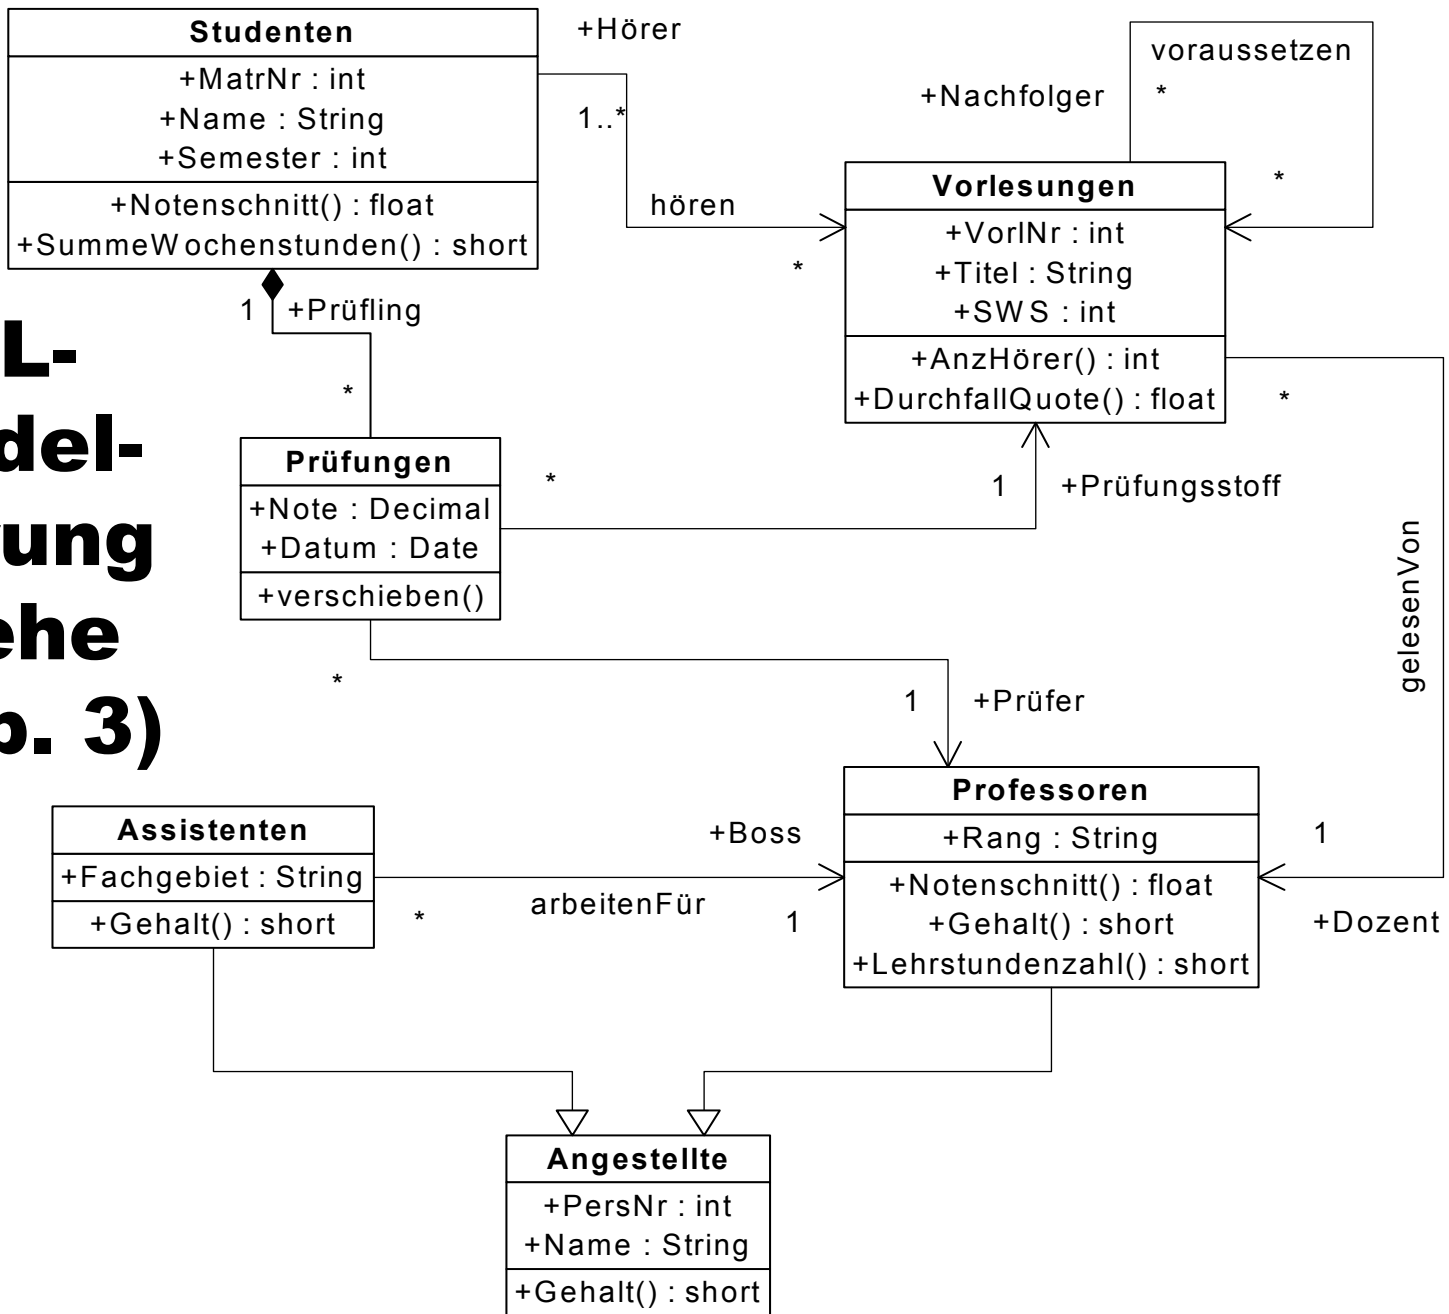 Studenten
+MatrNr : int
+Name : String
+Semester : int
+Notenschnitt() : float
+SummeWochenstunden() : short
+Hörer
1..*
hören
*
voraussetzen
+Nachfolger
*
*
Vorlesungen
+VorlNr : int
+Titel : String
+SWS : int
+AnzHörer() : int
+DurchfallQuote() : float
*
1
+Prüfling
*
L-
del-
ung
ehe
. 3)
Prüfungen
+Note : Decimal
+Datum : Date
+verschieben()
*
1
+Prüfungsstoff
gelesenVon
*
1
+Prüfer
Assistenten
+Fachgebiet : String
+Gehalt() : short
+Boss
arbeitenFür
*
1
Professoren
+Rang : String
+Notenschnitt() : float
+Gehalt() : short
+Lehrstundenzahl() : short
1
+Dozent
Angestellte
+PersNr : int
+Name : String
+Gehalt() : short